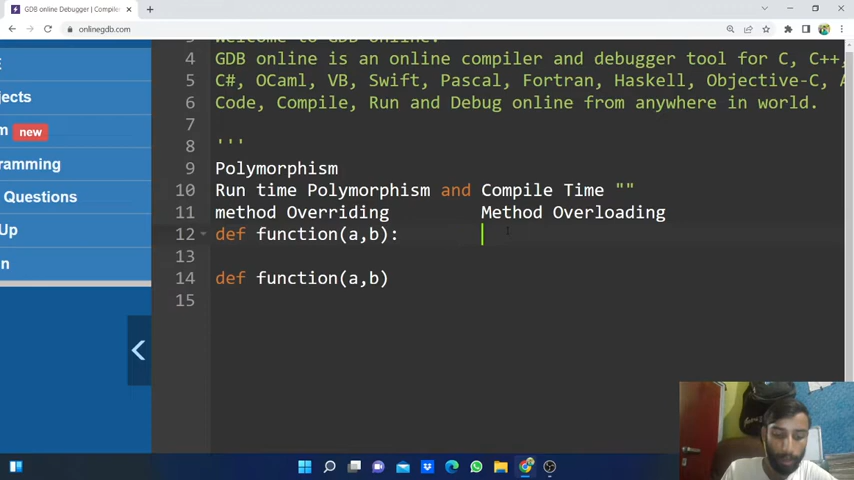 GDB online Debugger | Compiler
onlinegdb.com
E
jects
m new
ramming
Questions
Up
n
4 GDB online is an online compiler and debugger tool for C, C++,
5 C#, OCaml, VB, Swift, Pascal, Fortran, Haskell, Objective-C, A
6 Code, Compile, Run and Debug online from anywhere in world.
7
8 '''
9 Polymorphism
10 Run time Polymorphism and Compile Time ""
11 method Overriding Method Overloading
12 def function(a,b):
13
14 def function(a,b)
15